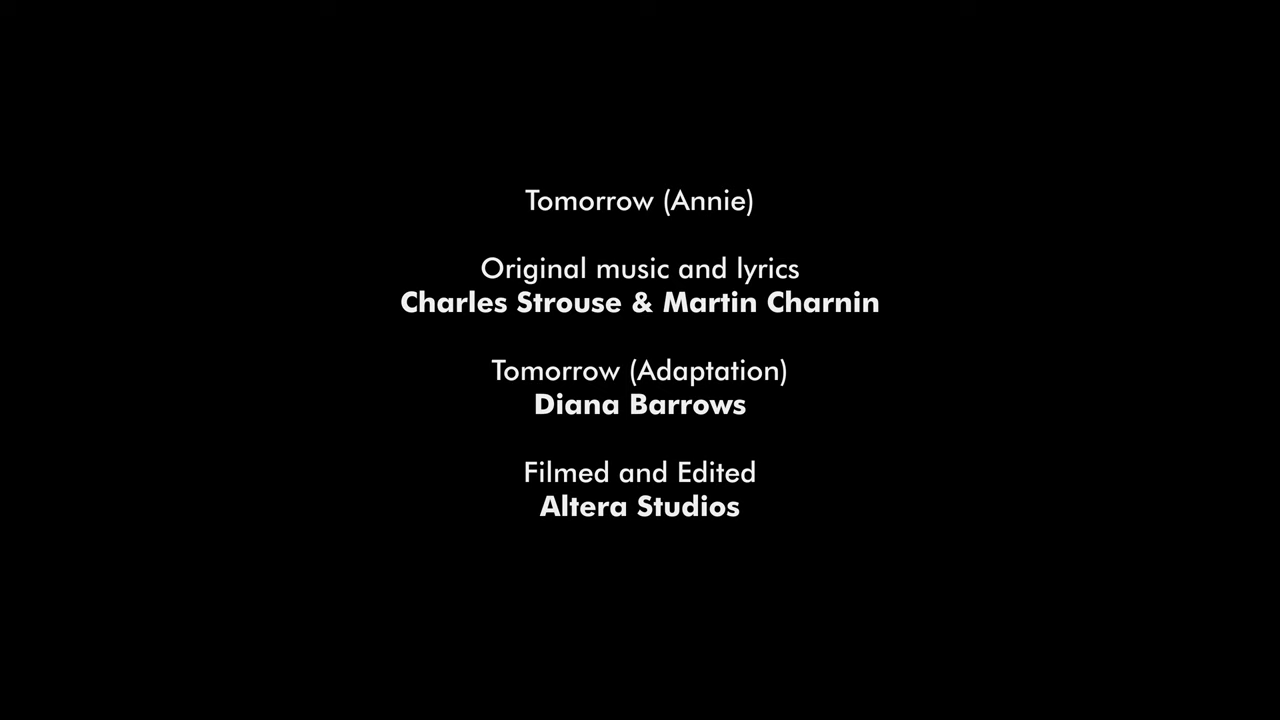 Tomorrow (Annie)
Original music and lyrics
Charles Strouse & Martin Charnin
Tomorrow (Adaptation)
Diana Barrows
Filmed and Edited
Altera Studios